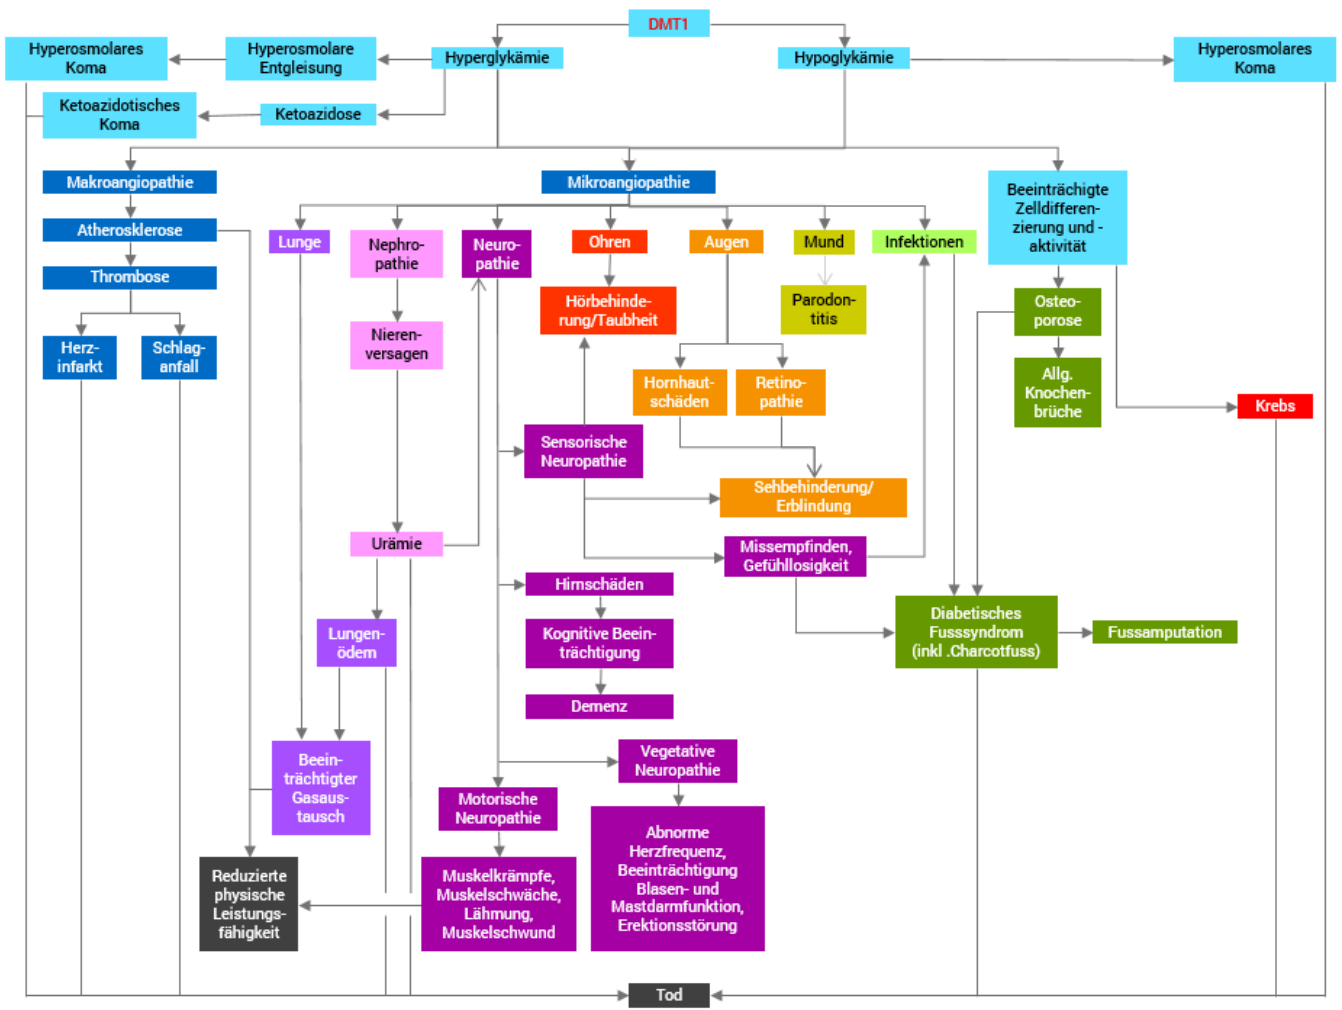 DMT1
Hyperosmolares
Koma
Hyperosmolare
Entgleisung
Hyperglykämie
Hypoglykämie
Hyperosmolares
Koma
Ketoazidotisches
Koma
Ketoazidose
Makroangiopathie
Mikroangiopathie
Beeinträchigte
Zelldifferen-
zierung und -
aktivität
Atherosklerose
Lunge
Nephro-
pathie
Neuro-
pathie
Ohren
Augen
Mund
Infektionen
Thrombose
Hörbehinde-
rung/Taubheit
Parodon-
titis
Osteo-
porose
Herz-
infarkt
Schlag-
anfall
Nieren-
versagen
Hornhaut-
schäden
Retino-
pathie
Allg.
Knochen-
brüche
Krebs
Sensorische
Neuropathie
Sehbehinderung/
Erblindung
Urämie
Missempfinden,
Gefühllosigkeit
Hirnschäden
Diabetisches
Fusssyndrom
(inkl .Charcotfuss)
Fussamputation
Lungen-
ödem
Kognitive Beein-
trächtigung
Demenz
Beein-
trächtigter
Gasaus-
tausch
Vegetative
Neuropathie
Motorische
Neuropathie
Abnorme
Herzfrequenz,
Beeinträchtigung
Blasen- und
Mastdarmfunktion,
Erektionsstörung
Reduzierte
physische
Leistungs-
fähigkeit
Muskelkrämpfe,
Muskelschwäche,
Lähmung,
Muskelschwund
Tod